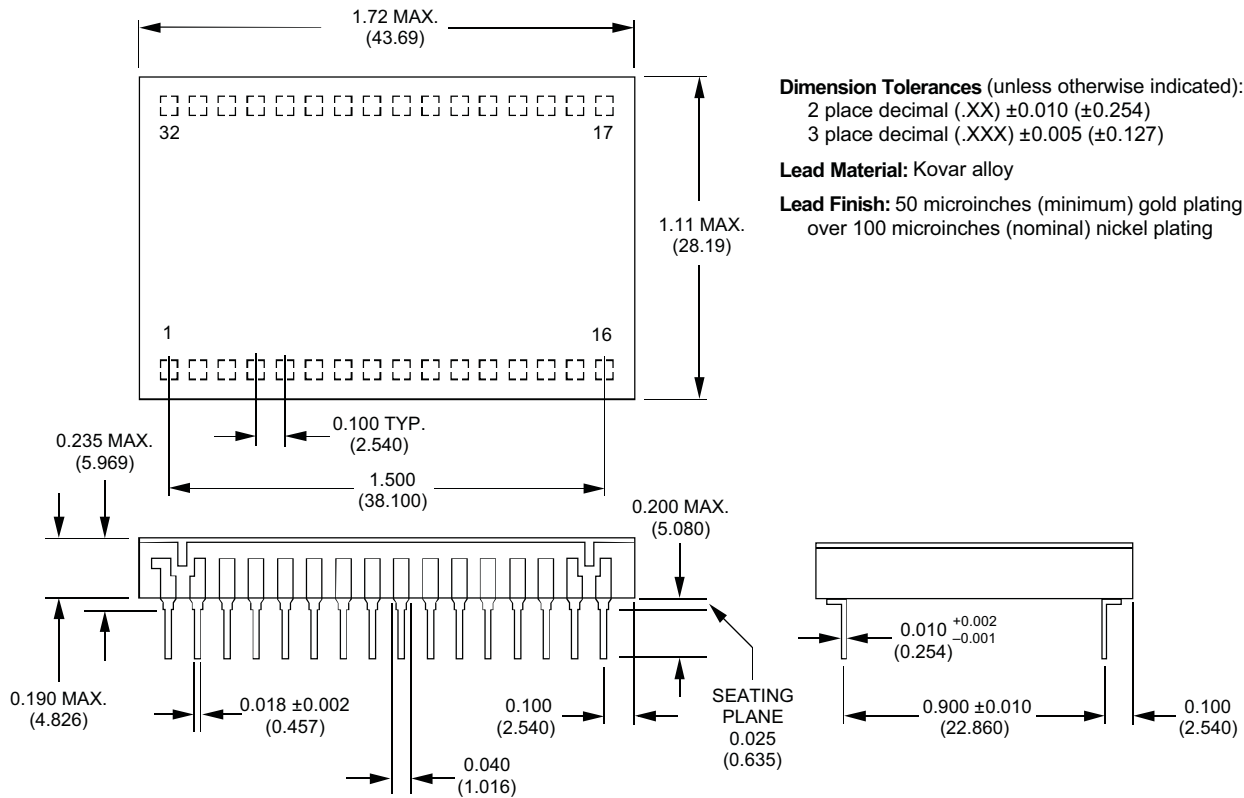 1.72 MAX.
(43.69)
Dimension Tolerances (unless otherwise indicated):
2 place decimal (.XX) ±0.010 (±0.254)
3 place decimal (.XXX) ±0.005 (±0.127)
Lead Material: Kovar alloy
Lead Finish: 50 microinches (minimum) gold plating
over 100 microinches (nominal) nickel plating
32
17
1.11 MAX.
(28.19)
1
16
0.100 TYP.
(2.540)
0.235 MAX.
(5.969)
1.500
(38.100)
0.200 MAX.
(5.080)
0.010 +0.002
–0.001
(0.254)
0.190 MAX.
(4.826)
0.018 ±0.002
(0.457)
0.100
(2.540)
SEATING
PLANE
0.025
(0.635)
0.900 ±0.010
(22.860)
0.100
(2.540)
0.040
(1.016)